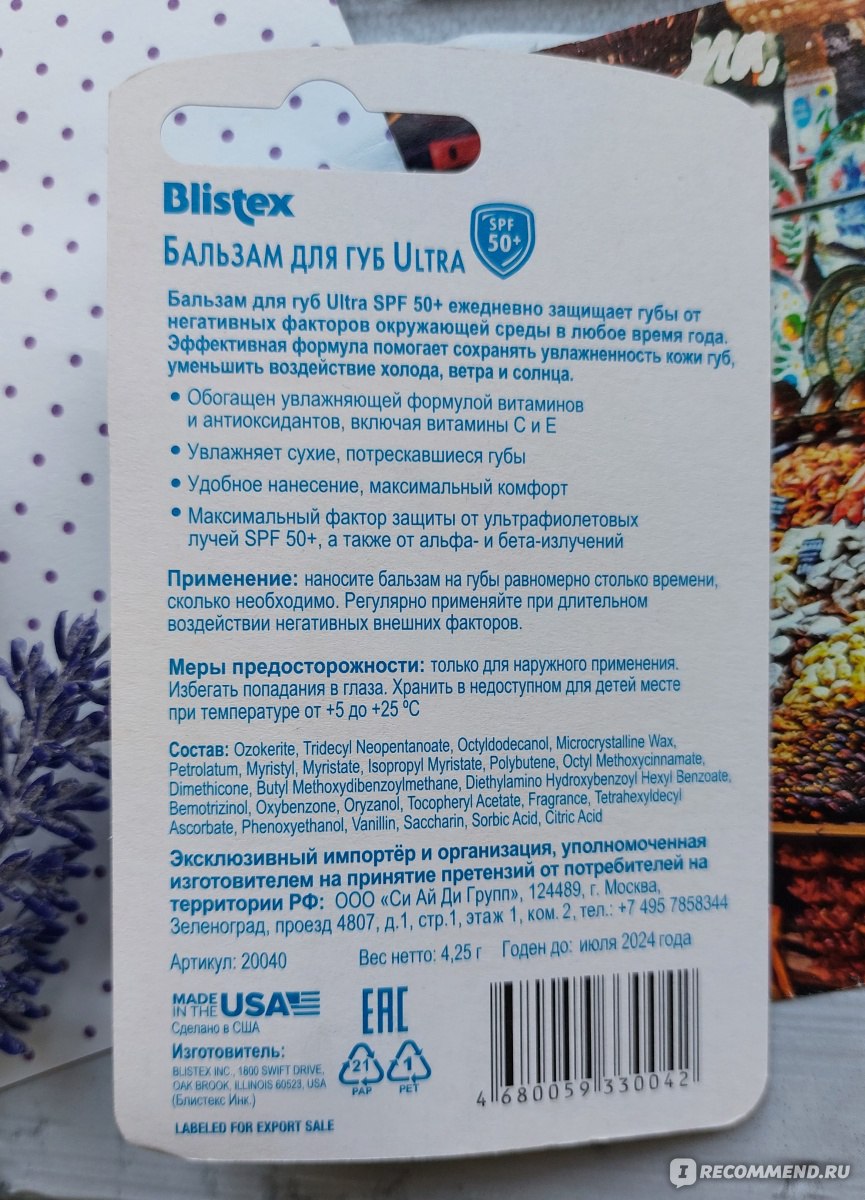 na,
Blistex
Бальзам для губ Ultra
SPF
50+
Бальзам для губ Ultra SPF 50+ ежедневно защищает губы от
негативных факторов окружающей среды в любое время года.
Эффективная формула помогает сохранять увлажненность кожи губ,
уменьшить воздействие холода, ветра и солнца.
• Обогащен увлажняющей формулой витаминов
и антиоксидантов, включая витамины С и Е
• Увлажняет сухие, потрескавшиеся губы
• Удобное нанесение, максимальный комфорт
• Максимальный фактор защиты от ультрафиолетовых
лучей SPF 50+, а также от альфа- и бета-излучений
Применение: наносите бальзам на губы равномерно столько времени,
сколько необходимо. Регулярно применяйте при длительном
воздействии негативных внешних факторов.
Меры предосторожности: только для наружного применения.
Избегать попадания в глаза. Хранить в недоступном для детей месте
при температуре от +5 до +25 ºС
Состав: Ozokerite, Tridecyl Neopentanoate, Octyldodecanol, Microcrystalline Wax,
Petrolatum, Myristyl, Myristate, Isopropyl Myristate, Polybutene, Octyl Methoxycinnamate,
Dimethicone, Butyl Methoxydibenzoylmethane, Diethylamino Hydroxybenzoyl Hexyl Benzoate,
Bemotrizinol, Oxybenzone, Oryzanol, Tocopheryl Acetate, Fragrance, Tetrahexyldecyl
Ascorbate, Phenoxyethanol, Vanillin, Saccharin, Sorbic Acid, Citric Acid
Эксклюзивный импортёр и организация, уполномоченная
изготовителем на принятие претензий от потребителей на
территории РФ: ООО «Си Ай Ди Групп», 124489, г. Москва,
Зеленоград, проезд 4807, д.1, стр.1, этаж 1, ком. 2, тел.: +7 495 7858344
Артикул: 20040 Вес нетто: 4,25 г Годен до: июля 2024 года
MADE
IN THE USA
Сделано в США
EAC
Изготовитель:
BLISTEX INC., 1800 SWIFT DRIVE,
OAK BROOK, ILLINOIS 60523, USA
(Блистекс Инк.)
21
PAP
1
PET
4 680059 330042
LABELED FOR EXPORT SALE
I RECOMMEND.RU